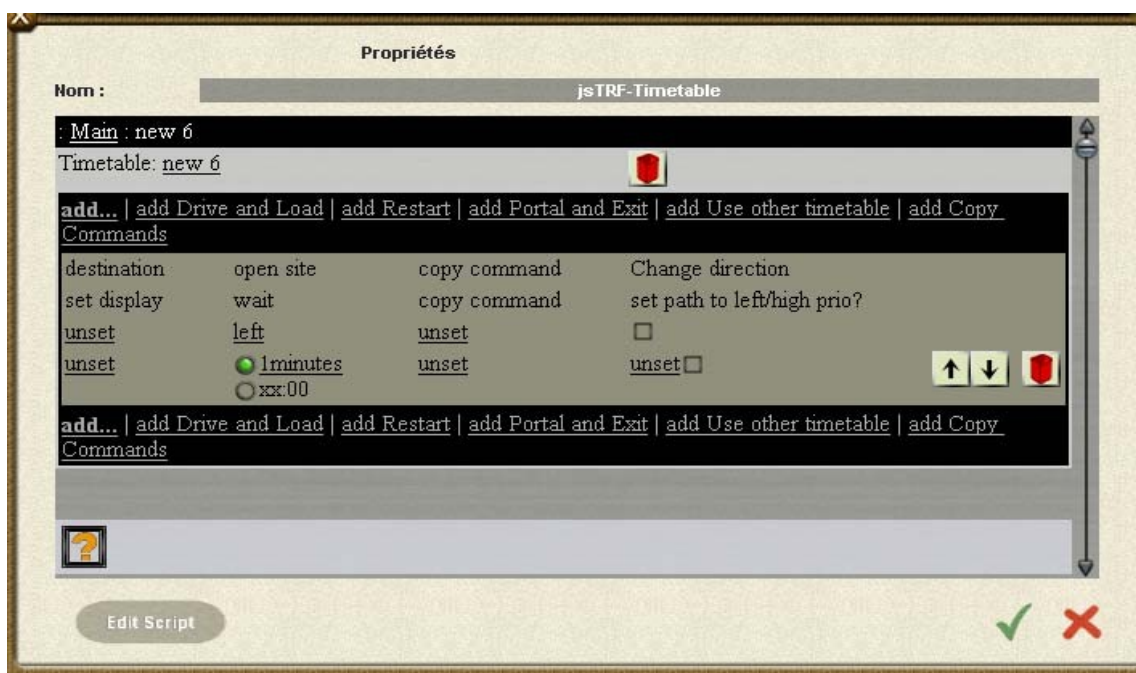 Propriétés
Nom : jsTRF-Timetable
: Main : new 6
Timetable: new 6
add... | add Drive and Load | add Restart | add Portal and Exit | add Use other timetable | add Copy
Commands
destination open site copy command Change direction
set display wait copy command set path to left/high prio?
unset left unset
unset 1minutes unset unset
xx:00
add... | add Drive and Load | add Restart | add Portal and Exit | add Use other timetable | add Copy
Commands
?
Edit Script